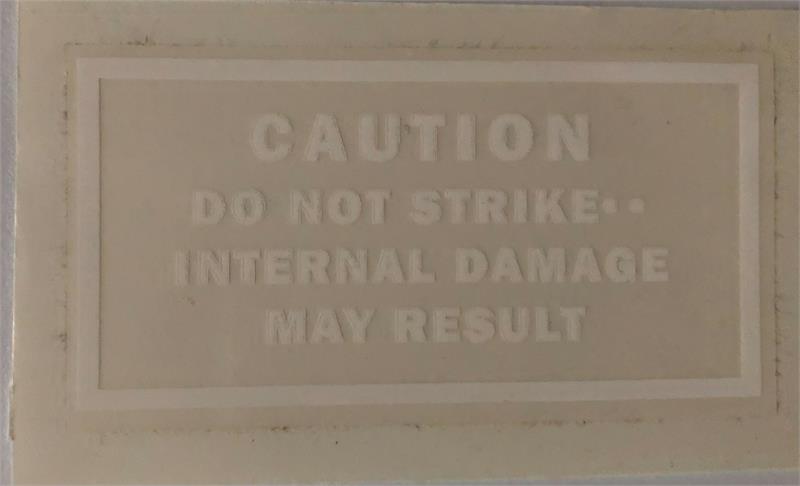 CAUTION
DO NOT STRIKE··
INTERNAL DAMAGE
MAY RESULT